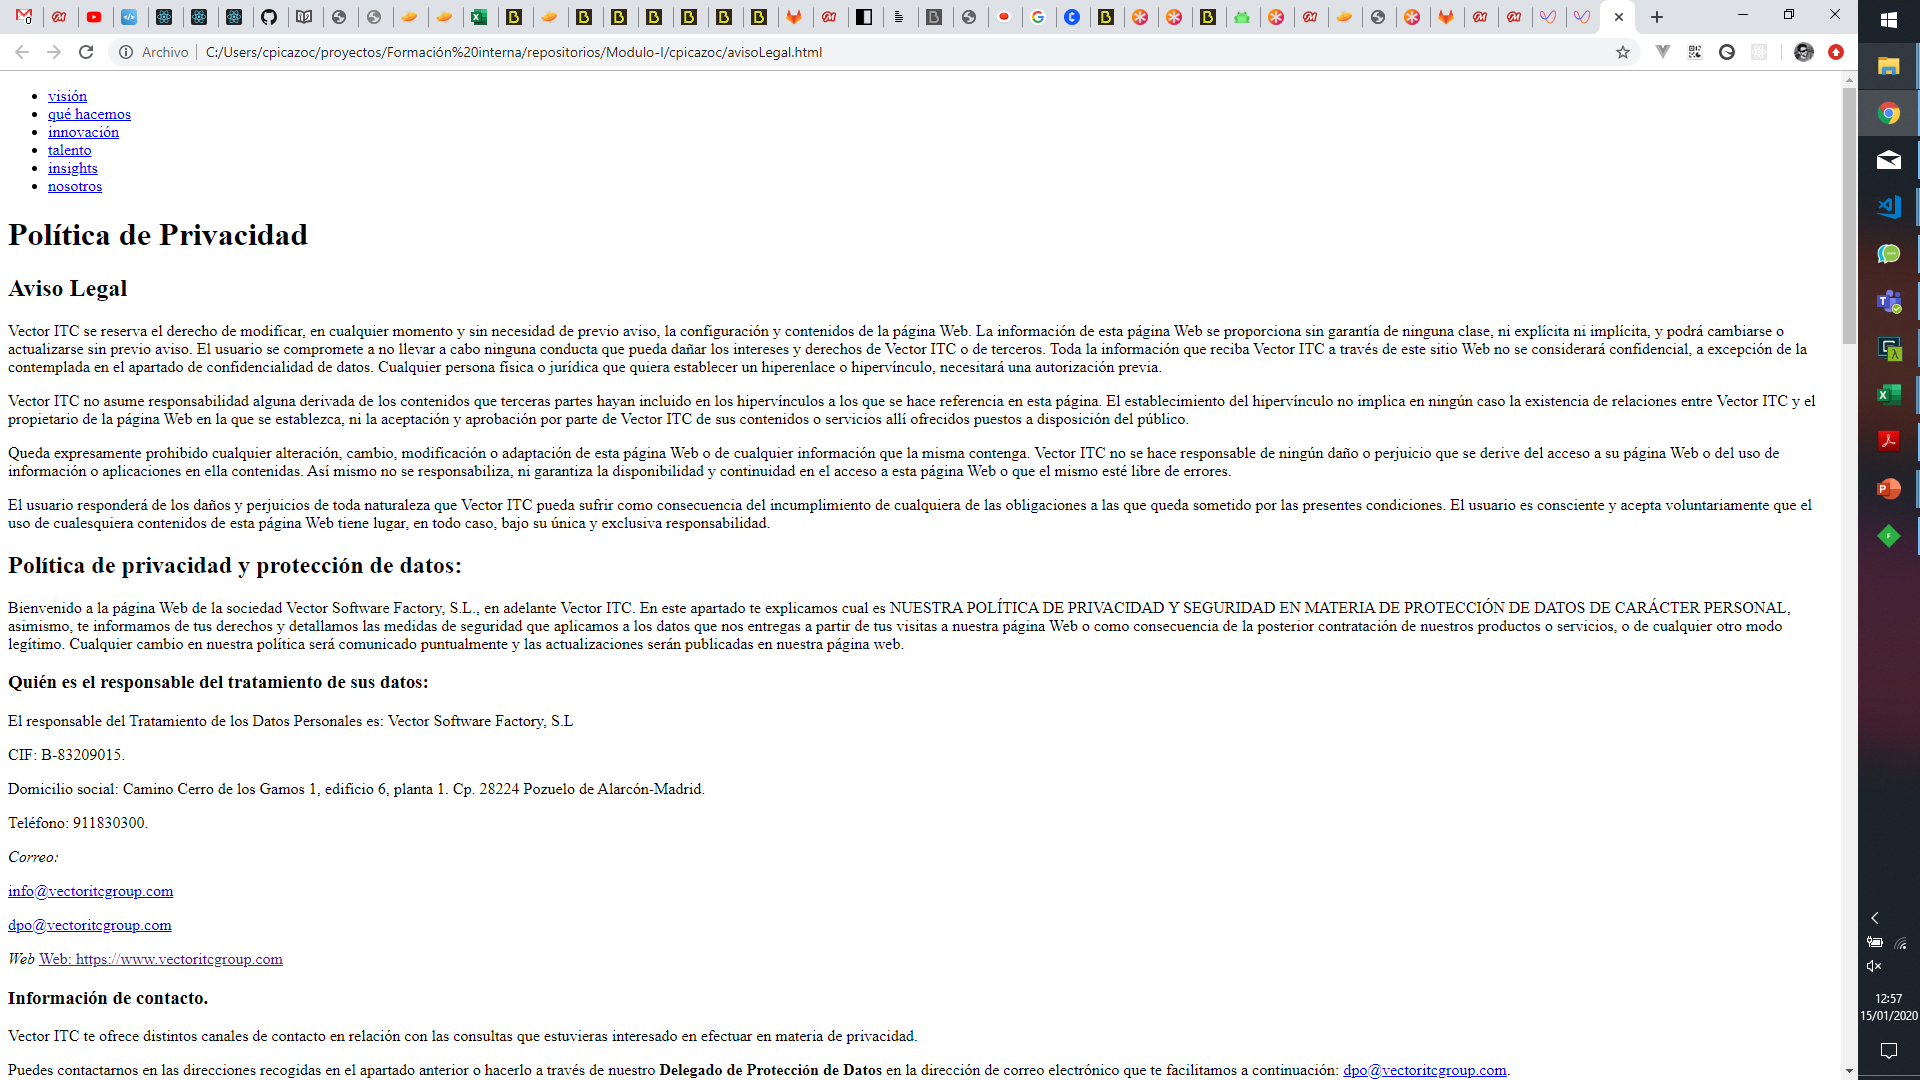 Archivo
C:/Users/cpicazoc/proyectos/Formación%20interna/repositorios/Modulo-I/cpicazoc/avisoLegal.html
visión
qué hacemos
innovación
talento
insights
nosotros
Política de Privacidad
Aviso Legal
Vector ITC se reserva el derecho de modificar, en cualquier momento y sin necesidad de previo aviso, la configuración y contenidos de la página Web. La información de esta página Web se proporciona sin garantía de ninguna clase, ni explícita ni implícita, y podrá cambiarse o
actualizarse sin previo aviso. El usuario se compromete a no llevar a cabo ninguna conducta que pueda dañar los intereses y derechos de Vector ITC o de terceros. Toda la información que reciba Vector ITC a través de este sitio Web no se considerará confidencial, a excepción de la
contemplada en el apartado de confidencialidad de datos. Cualquier persona física o jurídica que quiera establecer un hiperenlace o hipervínculo, necesitará una autorización previa.
Vector ITC no asume responsabilidad alguna derivada de los contenidos que terceras partes hayan incluido en los hipervínculos a los que se hace referencia en esta página. El establecimiento del hipervínculo no implica en ningún caso la existencia de relaciones entre Vector ITC y el
propietario de la página Web en la que se establezca, ni la aceptación y aprobación por parte de Vector ITC de sus contenidos o servicios allí ofrecidos puestos a disposición del público.
Queda expresamente prohibido cualquier alteración, cambio, modificación o adaptación de esta página Web o de cualquier información que la misma contenga. Vector ITC no se hace responsable de ningún daño o perjuicio que se derive del acceso a su página Web o del uso de
información o aplicaciones en ella contenidas. Así mismo no se responsabiliza, ni garantiza la disponibilidad y continuidad en el acceso a esta página Web o que el mismo esté libre de errores.
El usuario responderá de los daños y perjuicios de toda naturaleza que Vector ITC pueda sufrir como consecuencia del incumplimiento de cualquiera de las obligaciones a las que queda sometido por las presentes condiciones. El usuario es consciente y acepta voluntariamente que el
uso de cualesquiera contenidos de esta página Web tiene lugar, en todo caso, bajo su única y exclusiva responsabilidad.
Política de privacidad y protección de datos:
Bienvenido a la página Web de la sociedad Vector Software Factory, S.L., en adelante Vector ITC. En este apartado te explicamos cual es NUESTRA POLÍTICA DE PRIVACIDAD Y SEGURIDAD EN MATERIA DE PROTECCIÓN DE DATOS DE CARÁCTER PERSONAL,
asimismo, te informamos de tus derechos y detallamos las medidas de seguridad que aplicamos a los datos que nos entregas a partir de tus visitas a nuestra página Web o como consecuencia de la posterior contratación de nuestros productos o servicios, o de cualquier otro modo
legítimo. Cualquier cambio en nuestra política será comunicado puntualmente y las actualizaciones serán publicadas en nuestra página web.
Quién es el responsable del tratamiento de sus datos:
El responsable del Tratamiento de los Datos Personales es: Vector Software Factory, S.L
CIF: B-83209015.
Domicilio social: Camino Cerro de los Gamos 1, edificio 6, planta 1. Cp. 28224 Pozuelo de Alarcón-Madrid.
Teléfono: 911830300.
Correo:
info@vectoritcgroup.com
dpo@vectoritcgroup.com
Web Web: https://www.vectoritcgroup.com
Información de contacto.
Vector ITC te ofrece distintos canales de contacto en relación con las consultas que estuvieras interesado en efectuar en materia de privacidad.
Puedes contactarnos en las direcciones recogidas en el apartado anterior o hacerlo a través de nuestro Delegado de Protección de Datos en la dirección de correo electrónico que te facilitamos a continuación: dpo@vectoritcgroup.com.
12:57
15/01/2020